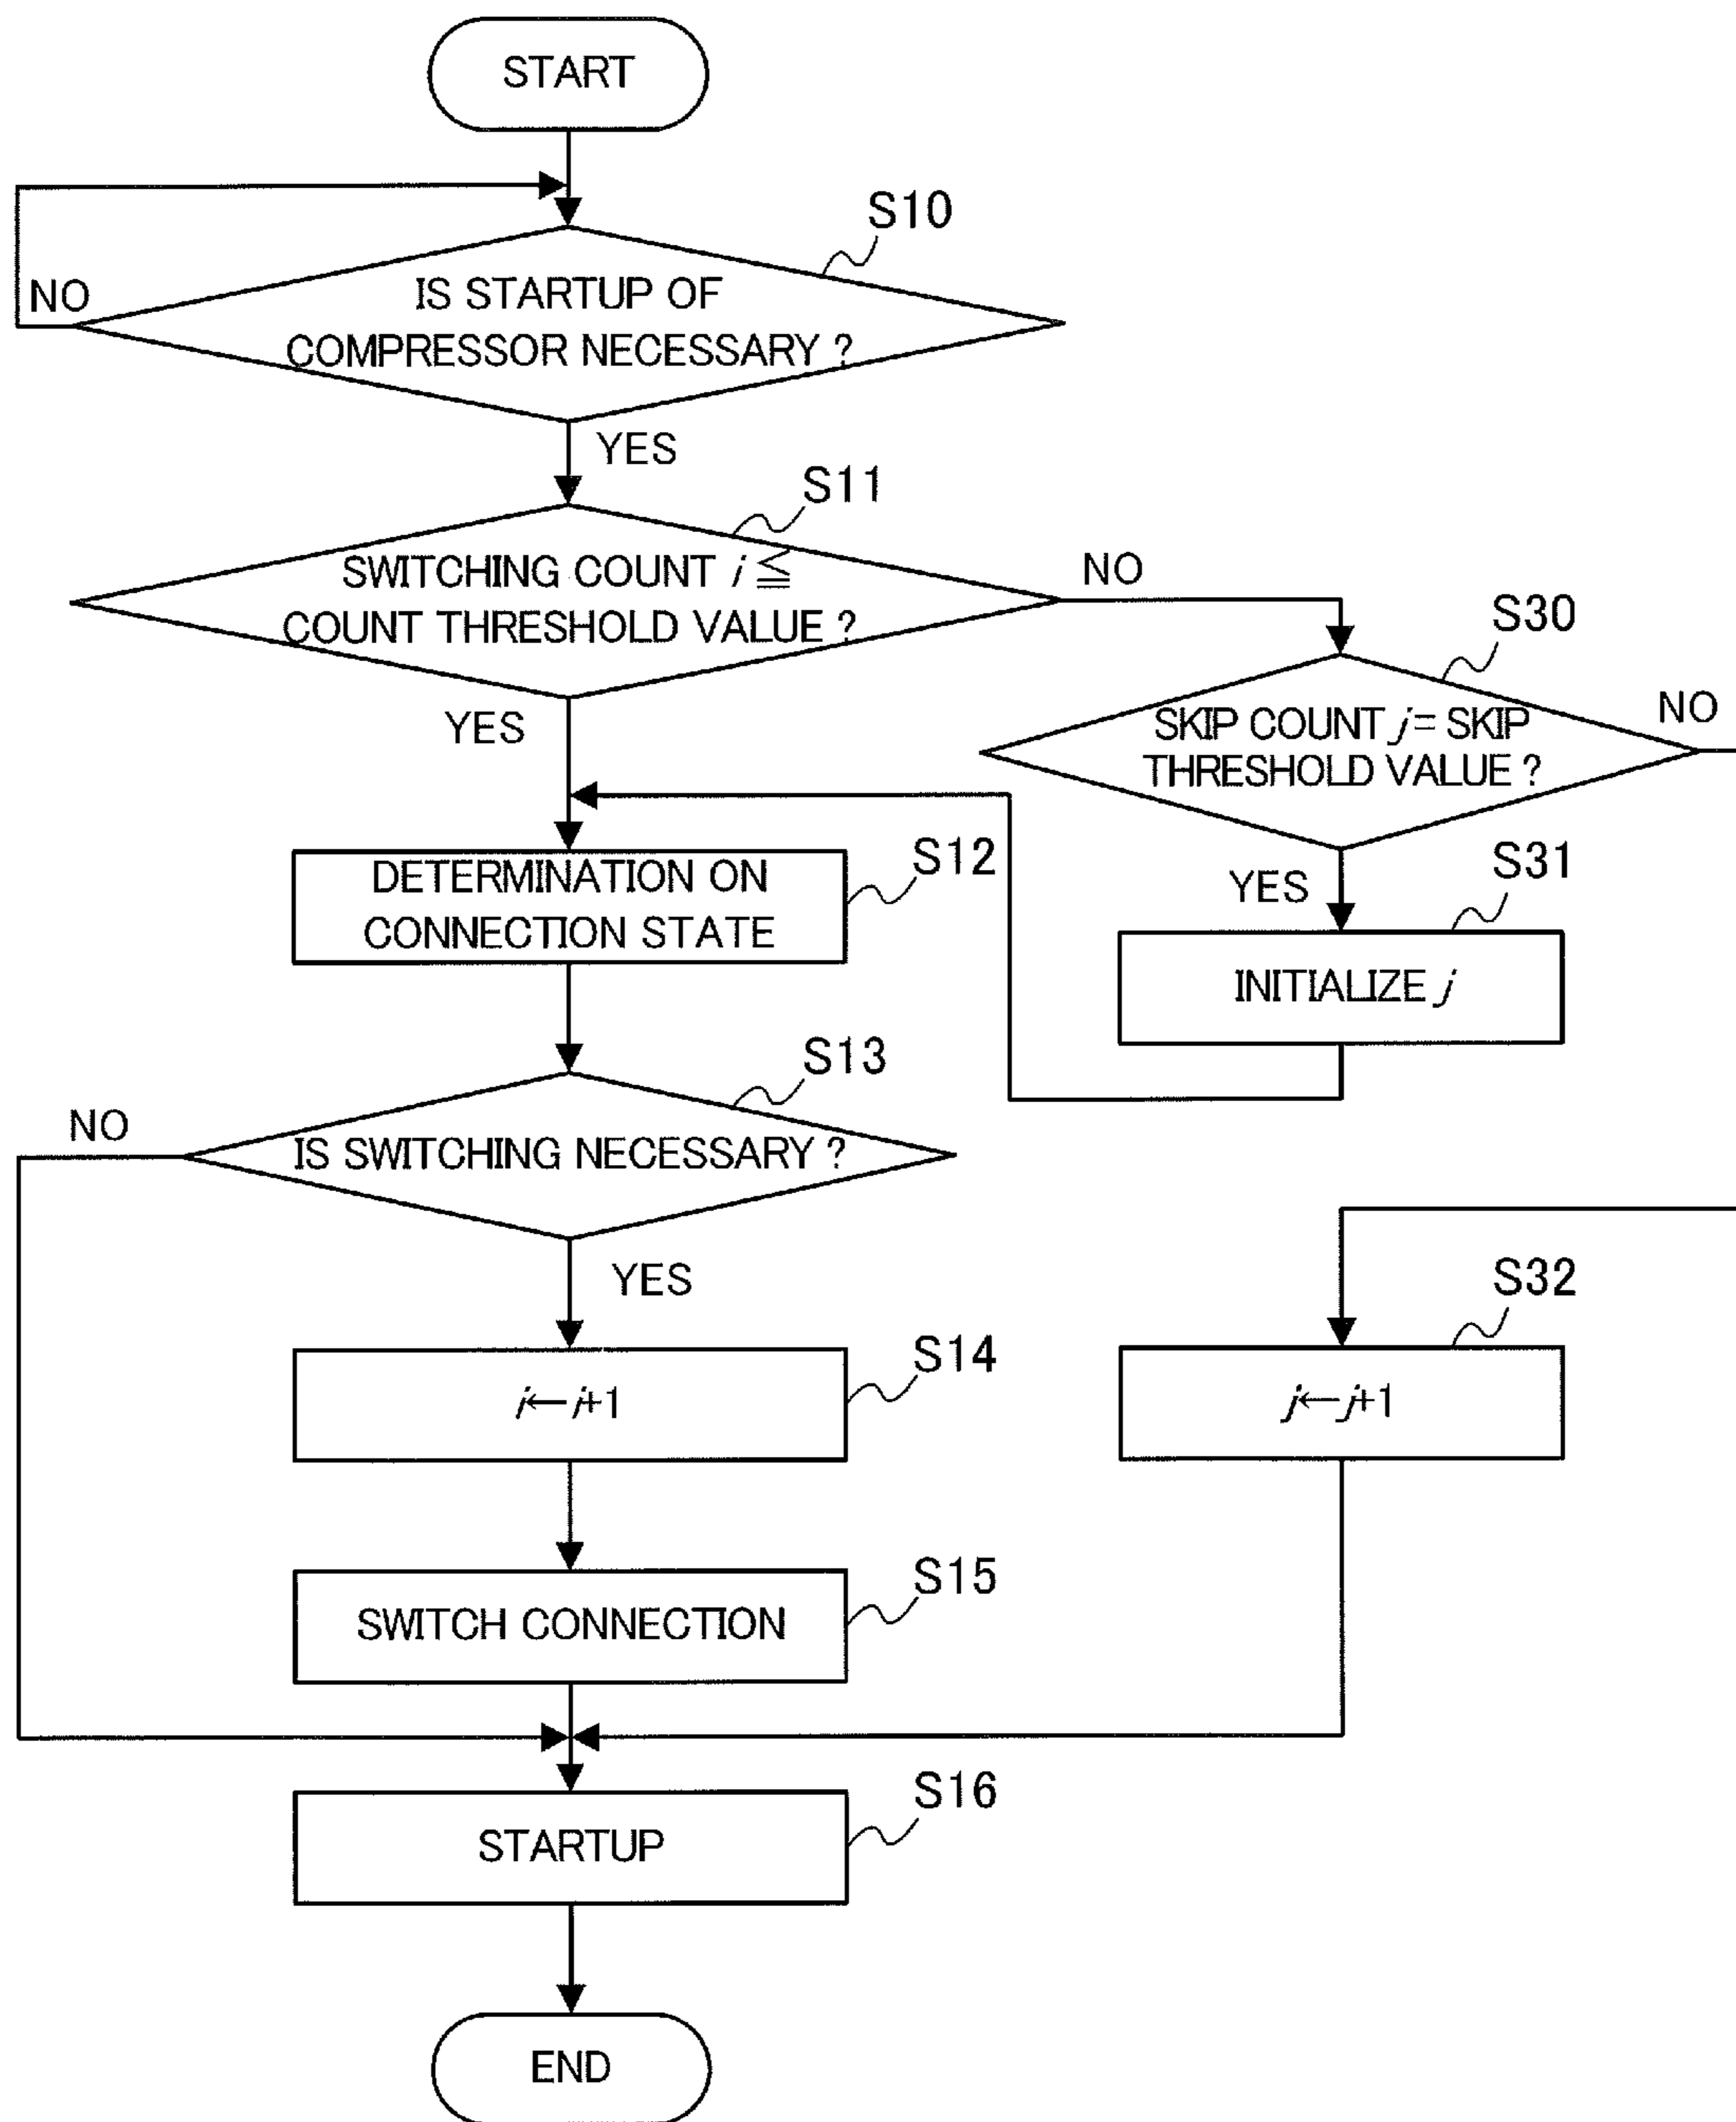 START
S10
NO
IS STARTUP OF
COMPRESSOR NECESSARY ?
YES
S11
SWITCHING COUNT i ≦
COUNT THRESHOLD VALUE ?
NO
S30
YES
SKIP COUNT j = SKIP
THRESHOLD VALUE ?
NO
S12
DETERMINATION ON
CONNECTION STATE
YES
S31
INITIALIZE j
S13
NO
IS SWITCHING NECESSARY ?
YES
S14
i←i+1
S32
j←j+1
S15
SWITCH CONNECTION
S16
STARTUP
END